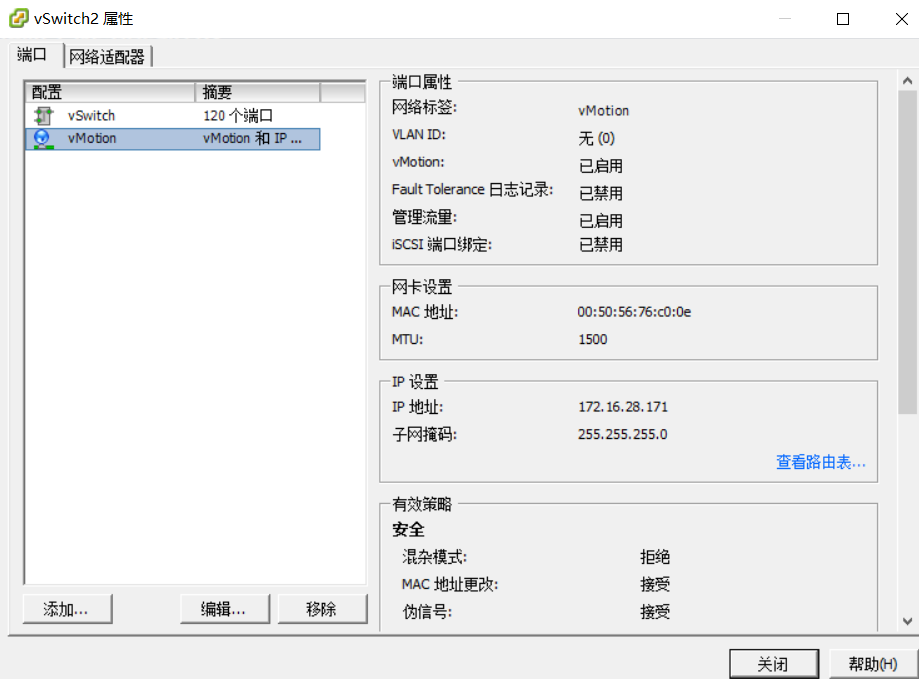 vSwitch2 属性
端口 网络适配器
配置 摘要
vSwitch 120 个端口
vMotion vMotion 和 IP ...
添加... 编辑... 移除
端口属性
网络标签: vMotion
VLAN ID: 无 (0)
vMotion: 已启用
Fault Tolerance 日志记录: 已禁用
管理流量: 已启用
iSCSI 端口绑定: 已禁用
网卡设置
MAC 地址: 00:50:56:76:c0:0e
MTU: 1500
IP 设置
IP 地址: 172.16.28.171
子网掩码: 255.255.255.0
查看路由表...
有效策略
安全
混杂模式: 拒绝
MAC 地址更改: 接受
伪信号: 接受
关闭 帮助(H)